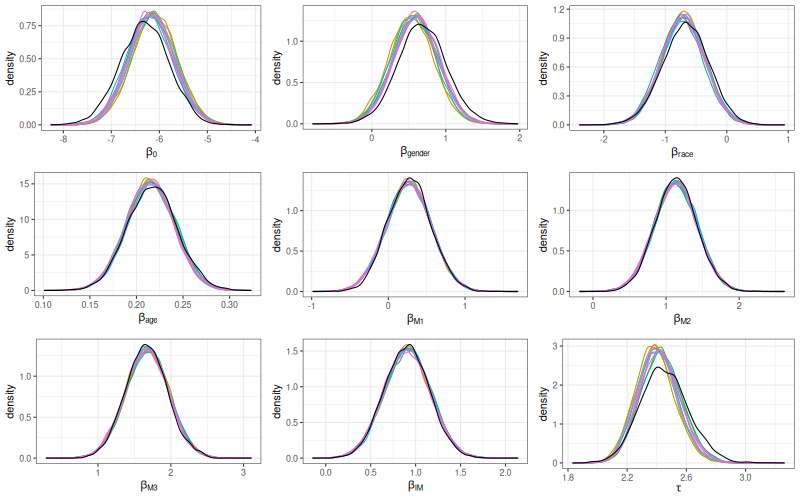 density
0.75
0.50
0.25
0.00
-8 -7 -6 -5 -4
β0
density
1.0
0.5
0.0
0 1 2
βgender
density
1.2
0.9
0.6
0.3
0.0
-2 -1 0 1
βrace
density
15
10
5
0
0.10 0.15 0.20 0.25 0.30
βage
density
1.0
0.5
0.0
-1 0 1
βM1
density
1.0
0.5
0.0
0 1 2
βM2
density
1.0
0.5
0.0
1 2 3
βM3
density
1.5
1.0
0.5
0.0
0.0 0.5 1.0 1.5 2.0
βIM
density
3
2
1
0
1.8 2.2 2.6 3.0
τ